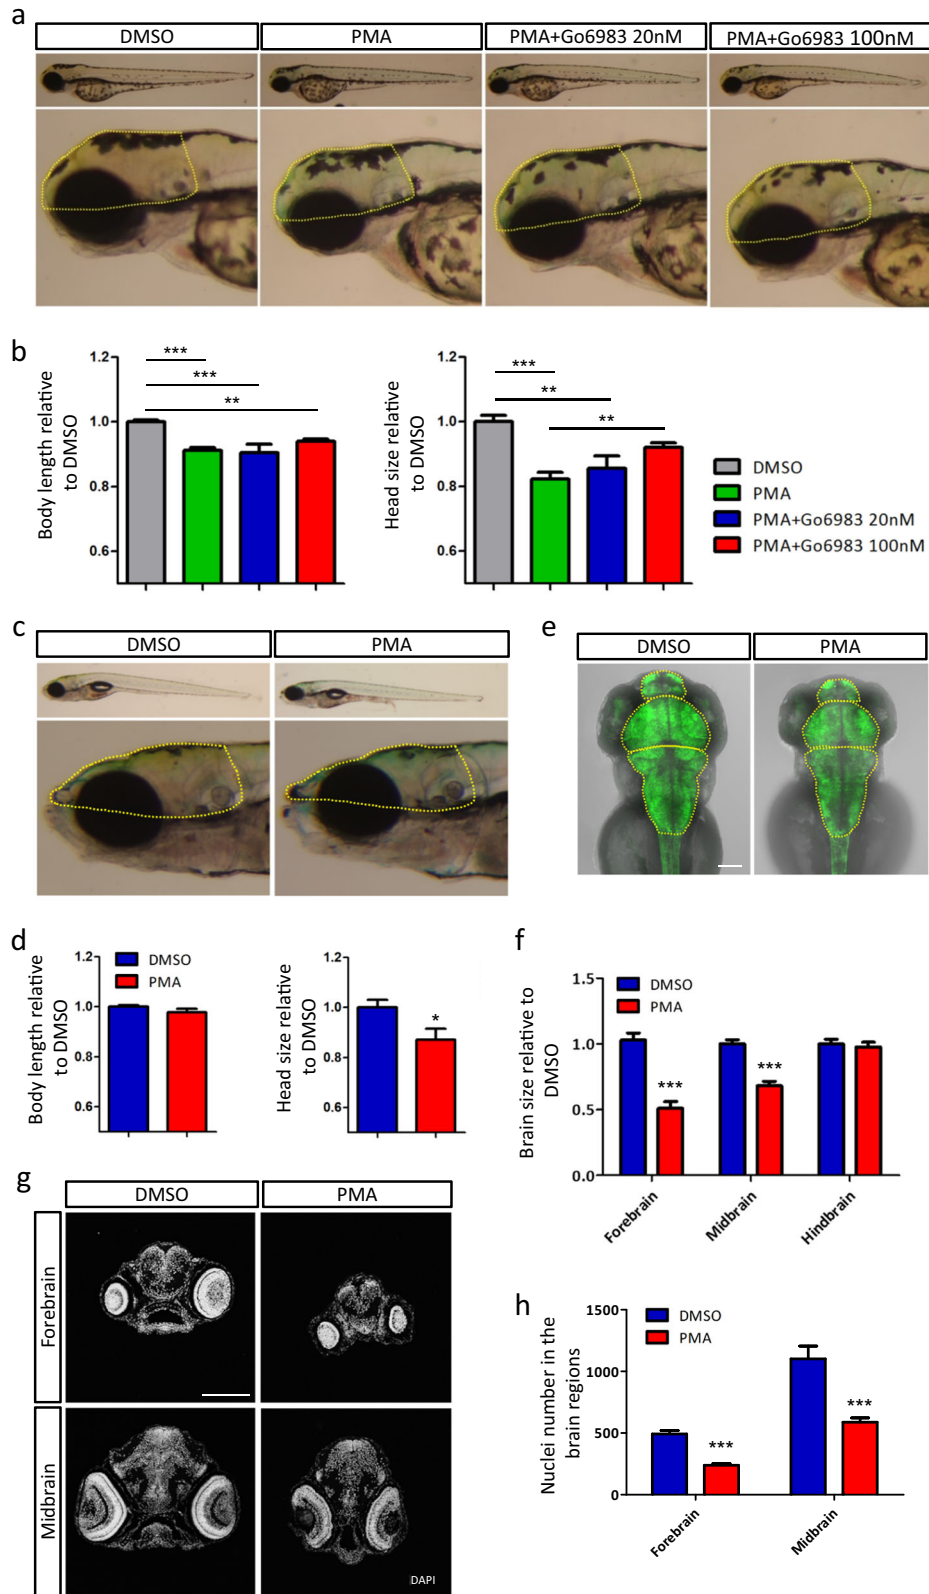 a
DMSO
PMA
PMA+Go6983 20nM
PMA+Go6983 100nM
b
Body length relative
to DMSO
1.2
1.0
0.8
0.6
***
***
**
Head size relative
to DMSO
1.2
1.0
0.8
0.6
***
**
**
DMSO
PMA
PMA+Go6983 20nM
PMA+Go6983 100nM
c
DMSO
PMA
e
DMSO
PMA
d
Body length relative
to DMSO
1.2
1.0
0.8
0.6
DMSO
PMA
Head size relative
to DMSO
1.2
1.0
0.8
0.6
*
f
Brain size relative to
DMSO
1.5
1.0
0.5
0.0
DMSO
PMA
***
***
Forebrain
Midbrain
Hindbrain
g
DMSO
PMA
Forebrain
Midbrain
DAPI
h
Nuclei number in the
brain regions
1500
1000
500
0
DMSO
PMA
***
***
Forebrain
Midbrain